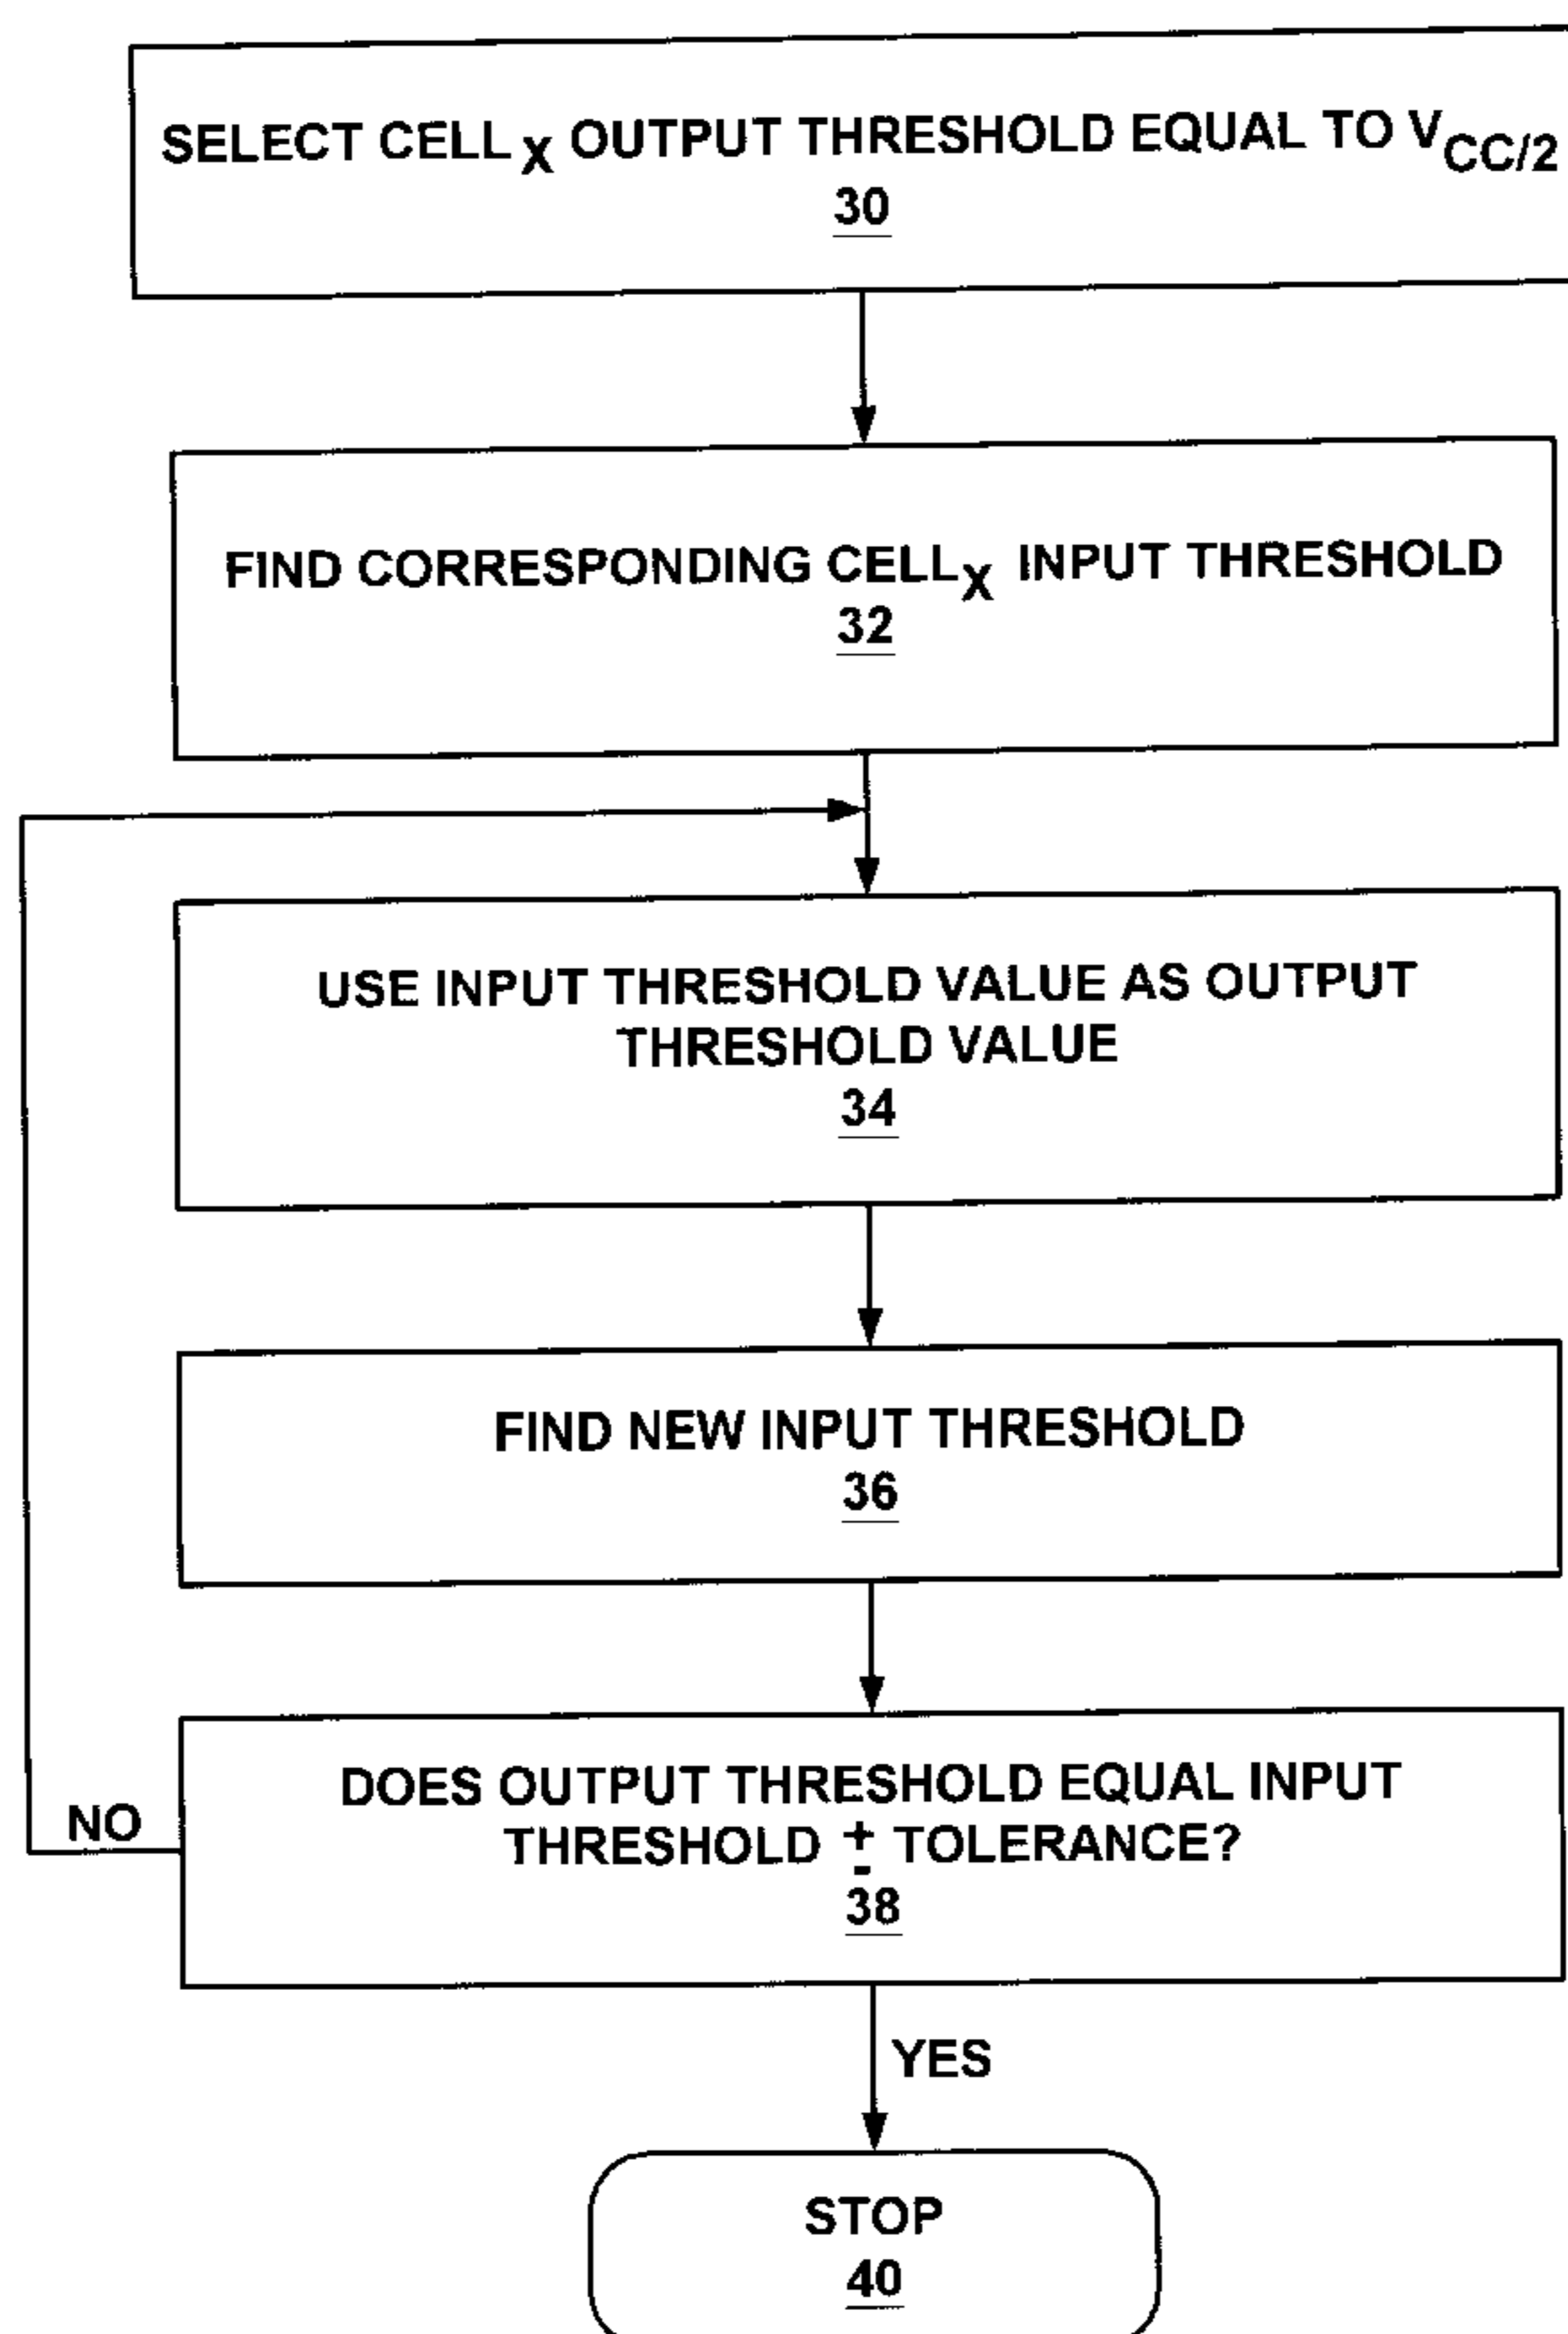 SELECT CELL X OUTPUT THRESHOLD EQUAL TO V CC/2
30
FIND CORRESPONDING CELL X INPUT THRESHOLD
32
USE INPUT THRESHOLD VALUE AS OUTPUT
THRESHOLD VALUE
34
FIND NEW INPUT THRESHOLD
36
DOES OUTPUT THRESHOLD EQUAL INPUT
THRESHOLD ± TOLERANCE?
38
NO
YES
STOP
40